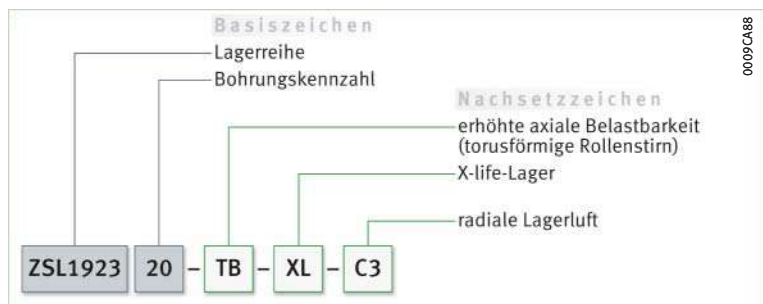 Basiszeichen
Lagerreihe
Bohrungskennzahl
Nachsetzzeichen
erhöhte axiale Belastbarkeit
(torusförmige Rollenstirn)
X-life-Lager
radiale Lagerluft
ZSL1923 20 – TB – XL – C3
0009CA88